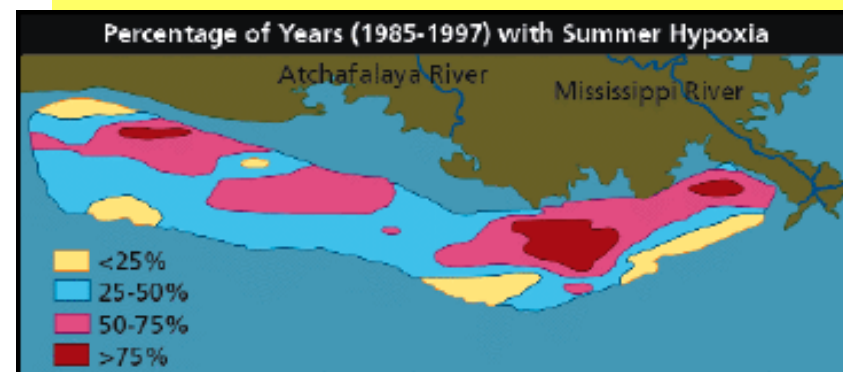 Percentage of Years (1985-1997) with Summer Hypoxia
Atchafalaya River
Mississippi River
<25%
25-50%
50-75%
>75%